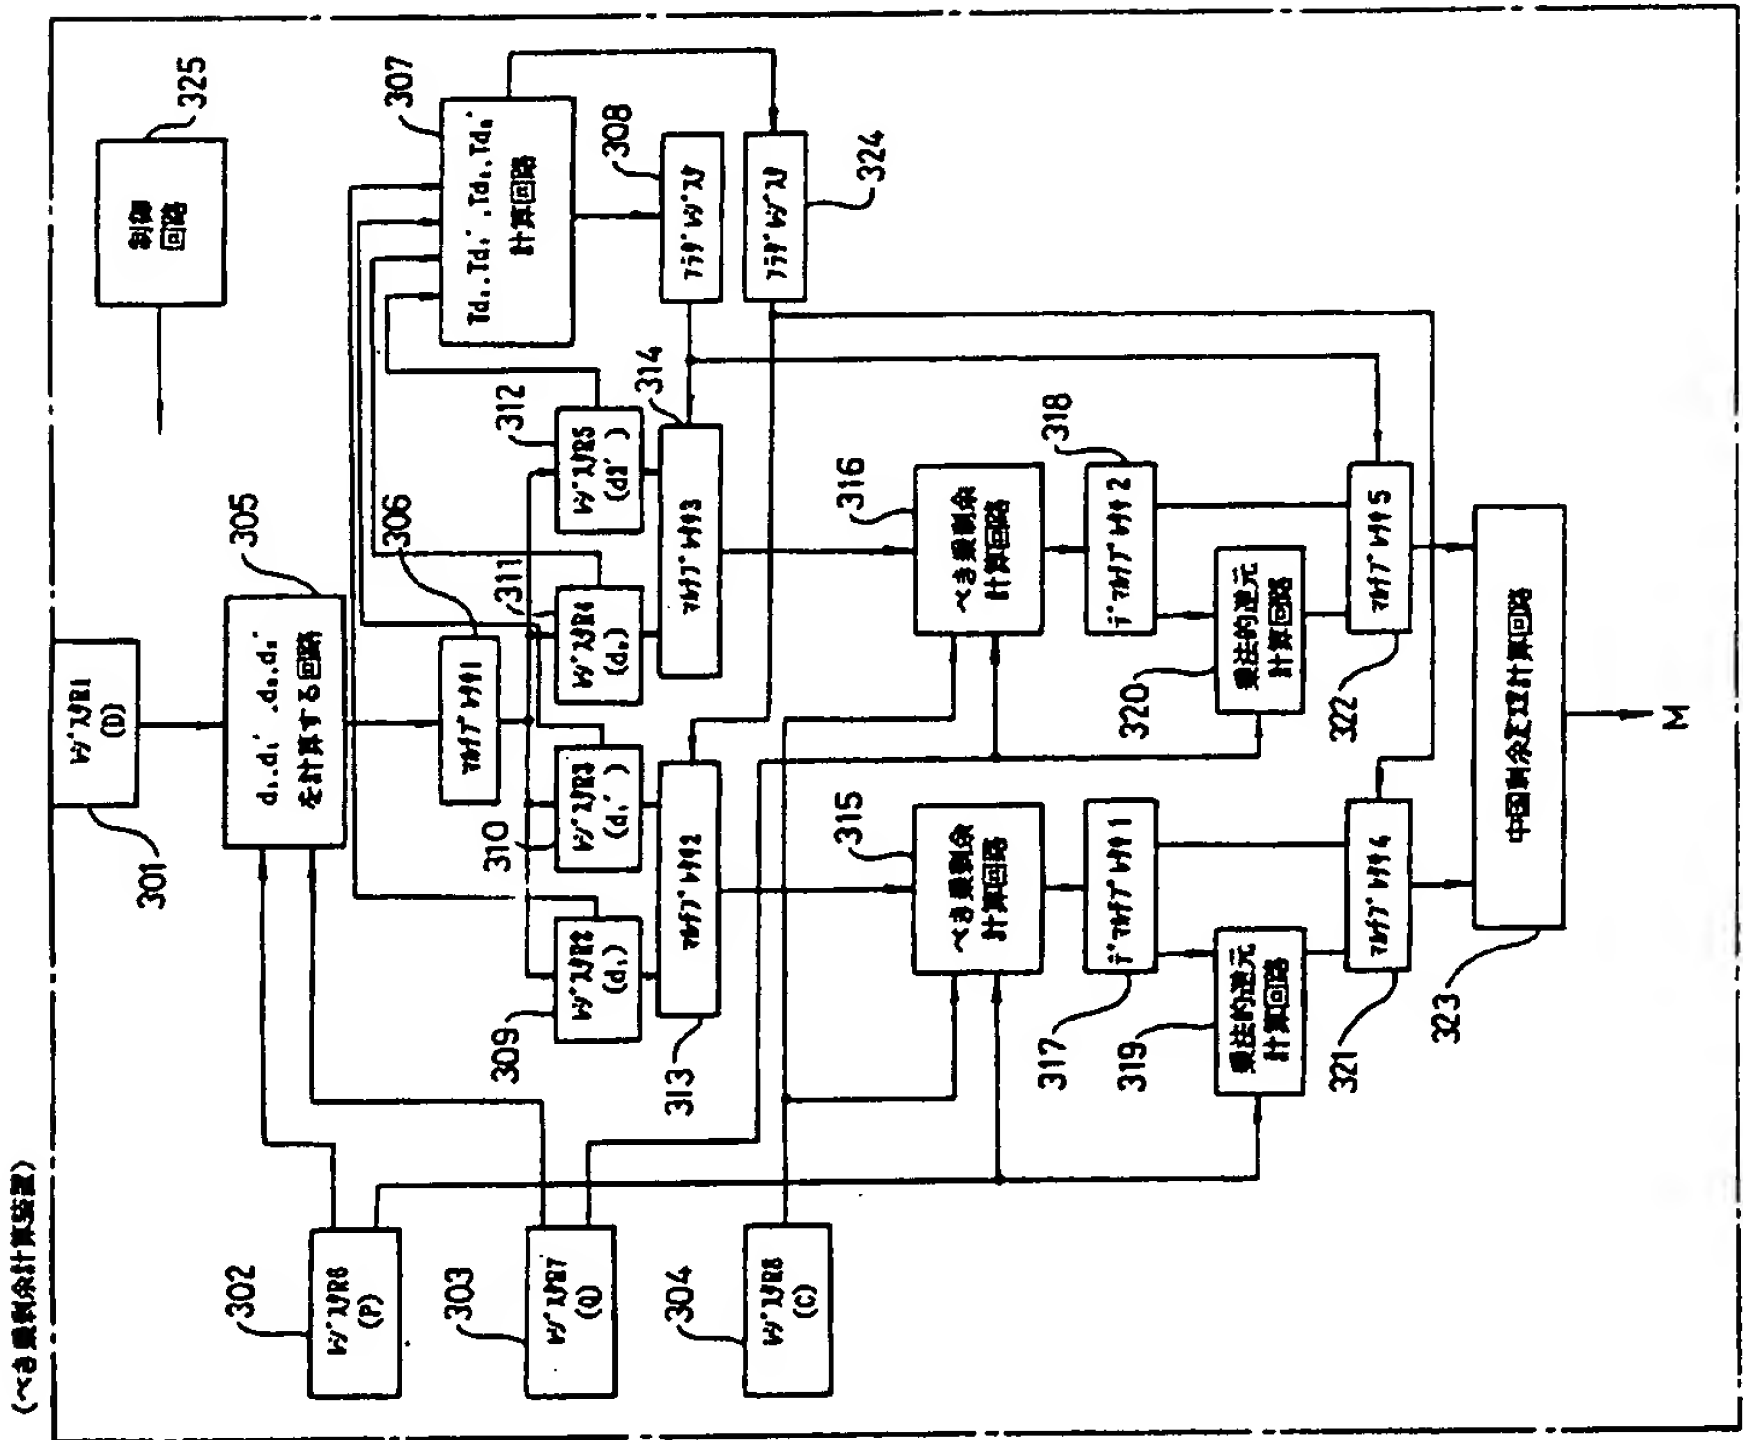 (べき乗剰余計算装置)
325
制御
回路
レジスタR1
(D)
301
305
d₁.d₁′.d₂.d₂′
を計算する回路
307
Td₁.Td₁′.Td₂.Td₂′
計算回路
306
マルチプレクサ1
308
フラグレジスタ
フラグレジスタ
324
302
レジスタR6
(P)
303
レジスタR7
(Q)
304
レジスタR8
(C)
309
レジスタR2
(d₁)
310
レジスタR3
(d₁′)
311
レジスタR4
(d₂)
312
レジスタR5
(d2′)
313
マルチプレクサ2
314
マルチプレクサ3
315
べき乗剰余
計算回路
316
べき乗剰余
計算回路
317
デマルチプレクサ1
318
デマルチプレクサ2
319
乗法的逆元
計算回路
320
乗法的逆元
計算回路
321
マルチプレクサ4
322
マルチプレクサ5
323
中国剰余定理計算回路
M